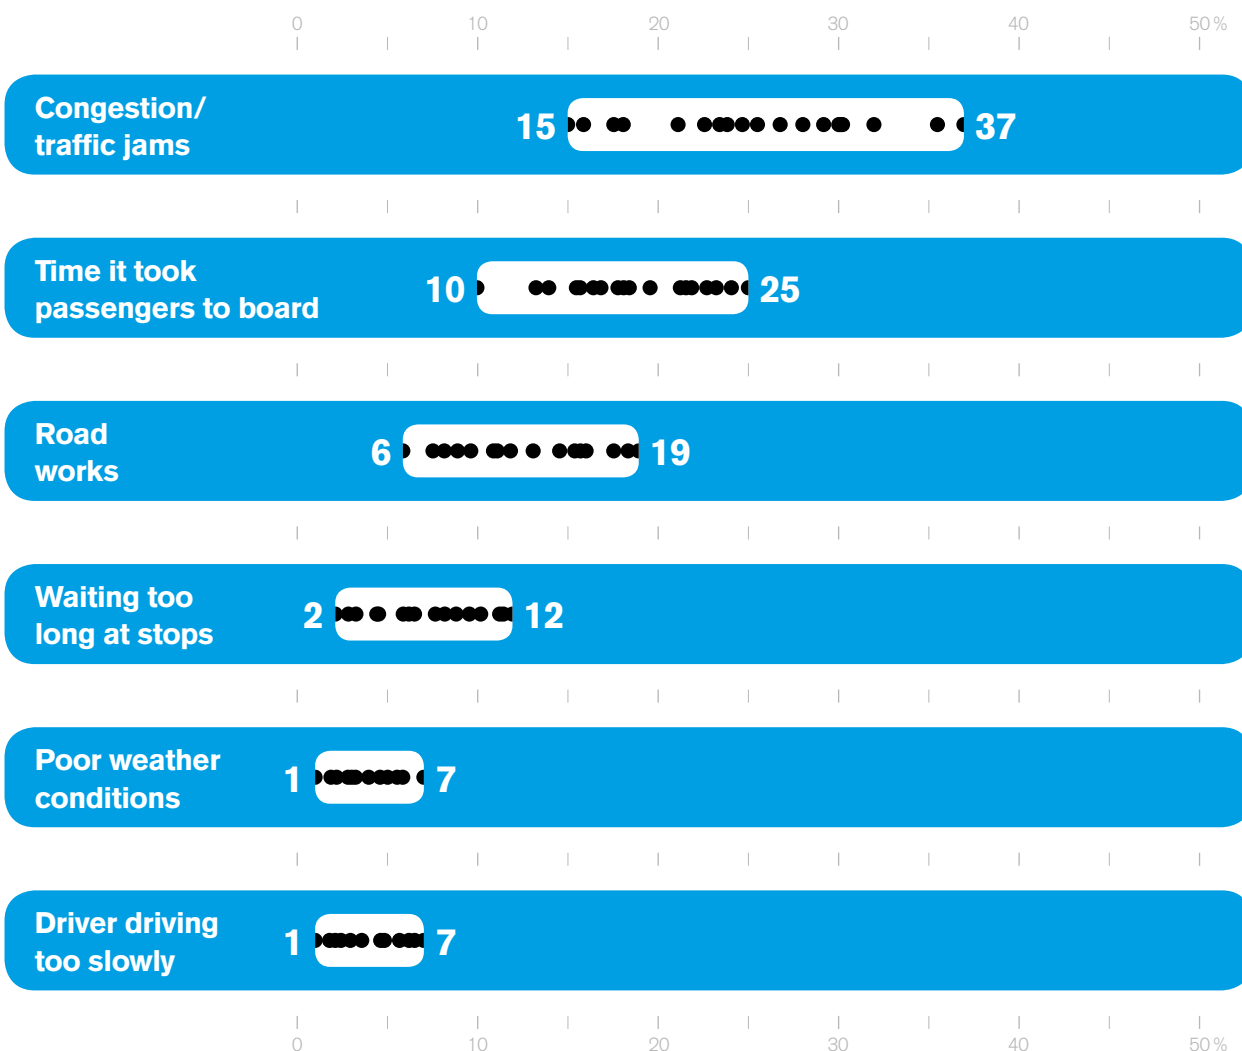 0 10 20 30 40 50 %
Congestion/
traffic jams
15 37
Time it took
passengers to board
10 25
Road
works
6 19
Waiting too
long at stops
2 12
Poor weather
conditions
1 7
Driver driving
too slowly
1 7
0 10 20 30 40 50 %